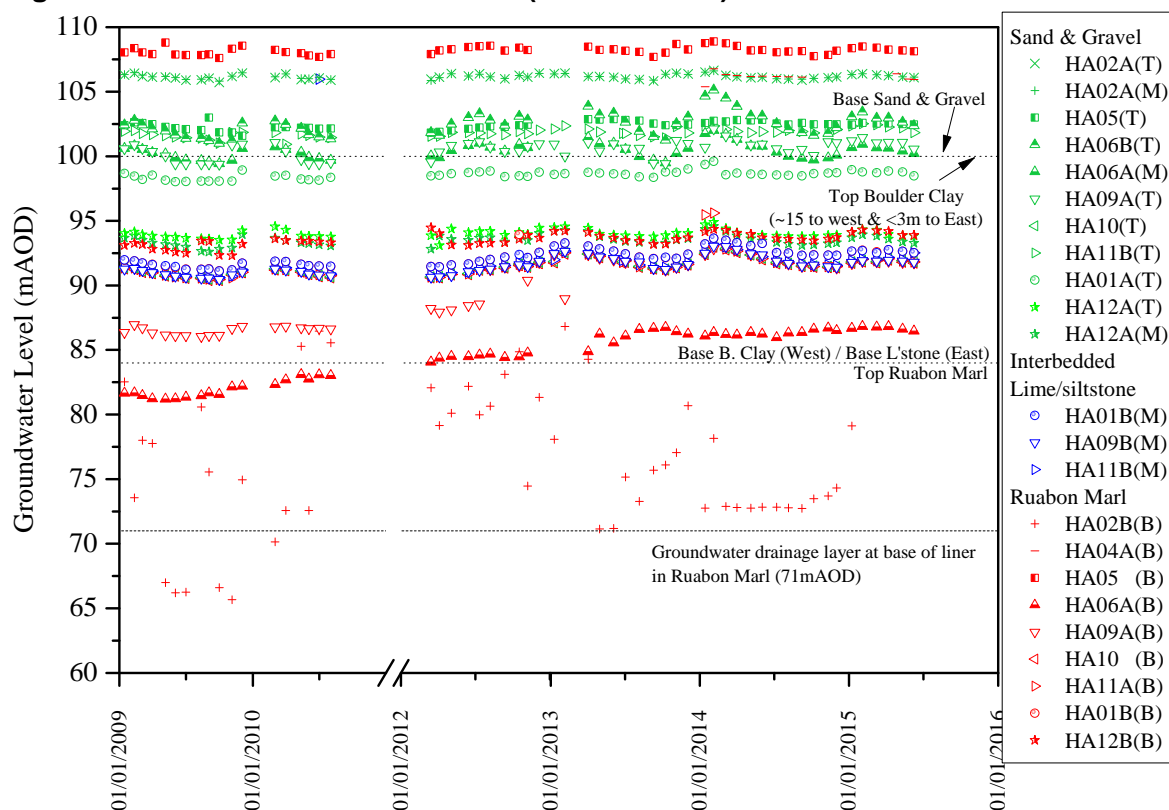 110
105
100
95
90
85
80
75
70
65
60
Groundwater Level (mAOD)
Base Sand & Gravel
Top Boulder Clay
(~15 to west & <3m to East)
Base B. Clay (West) / Base L'stone (East)
Top Ruabon Marl
Groundwater drainage layer at base of liner
in Ruabon Marl (71mAOD)
01/01/2009
01/01/2010
01/01/2012
01/01/2013
01/01/2014
01/01/2015
01/01/2016
Sand & Gravel
HA02A(T)
HA02A(M)
HA05(T)
HA06B(T)
HA06A(M)
HA09A(T)
HA10(T)
HA11B(T)
HA01A(T)
HA12A(T)
HA12A(M)
Interbedded
Lime/siltstone
HA01B(M)
HA09B(M)
HA11B(M)
Ruabon Marl
HA02B(B)
HA04A(B)
HA05 (B)
HA06A(B)
HA09A(B)
HA10 (B)
HA11A(B)
HA01B(B)
HA12B(B)